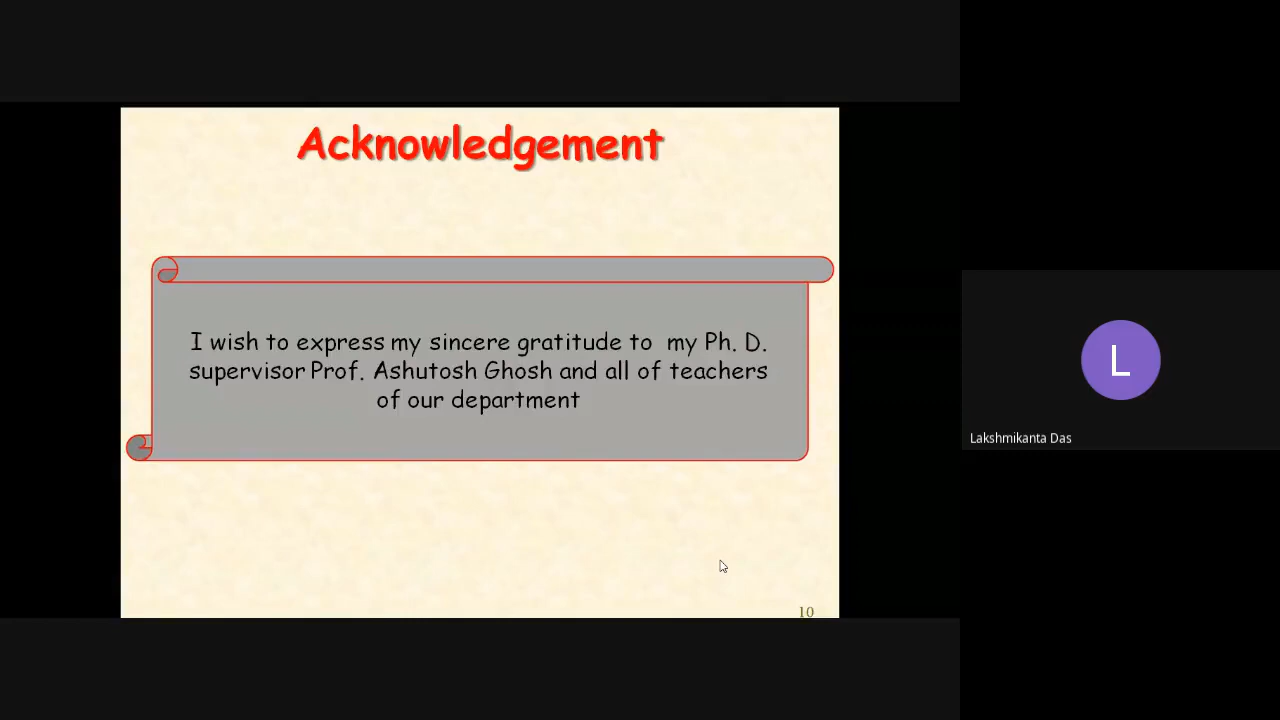 Acknowledgement
I wish to express my sincere gratitude to my Ph. D.
supervisor Prof. Ashutosh Ghosh and all of teachers
of our department
10
L
Lakshmikanta Das